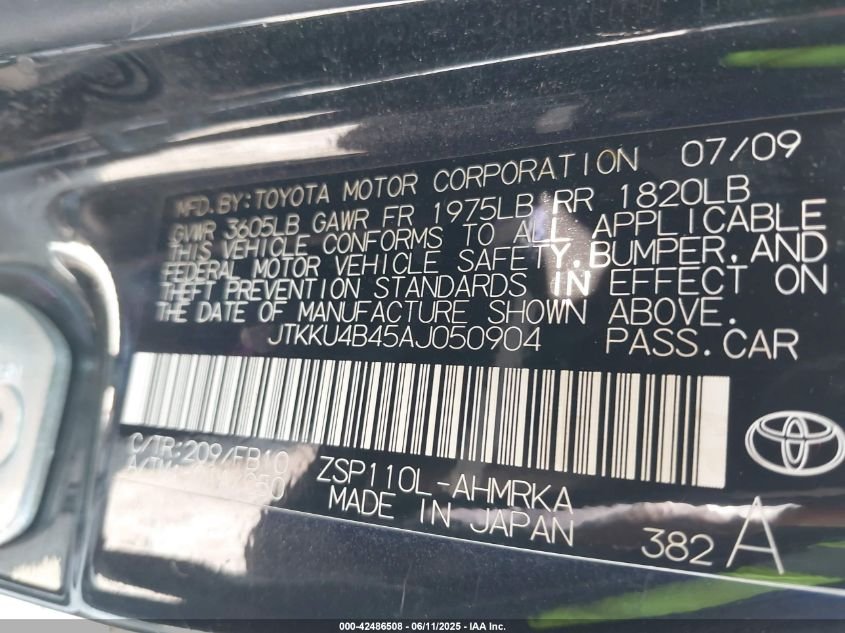 MFD.BY:TOYOTA MOTOR CORPORATION 07/09
GVWR 3605LB GAWR FR 1975LB RR 1820LB
THIS VEHICLE CONFORMS TO ALL APPLICABLE
FEDERAL MOTOR VEHICLE SAFETY,BUMPER,AND
THEFT PREVENTION STANDARDS IN EFFECT ON
THE DATE OF MANUFACTURE SHOWN ABOVE.
JTKKU4B45AJ050904 PASS.CAR
C/TR:209/FB10 ZSP110L-AHMRKA
MADE IN JAPAN 382 A
000-42486508 - 06/11/2025 - IAA Inc.